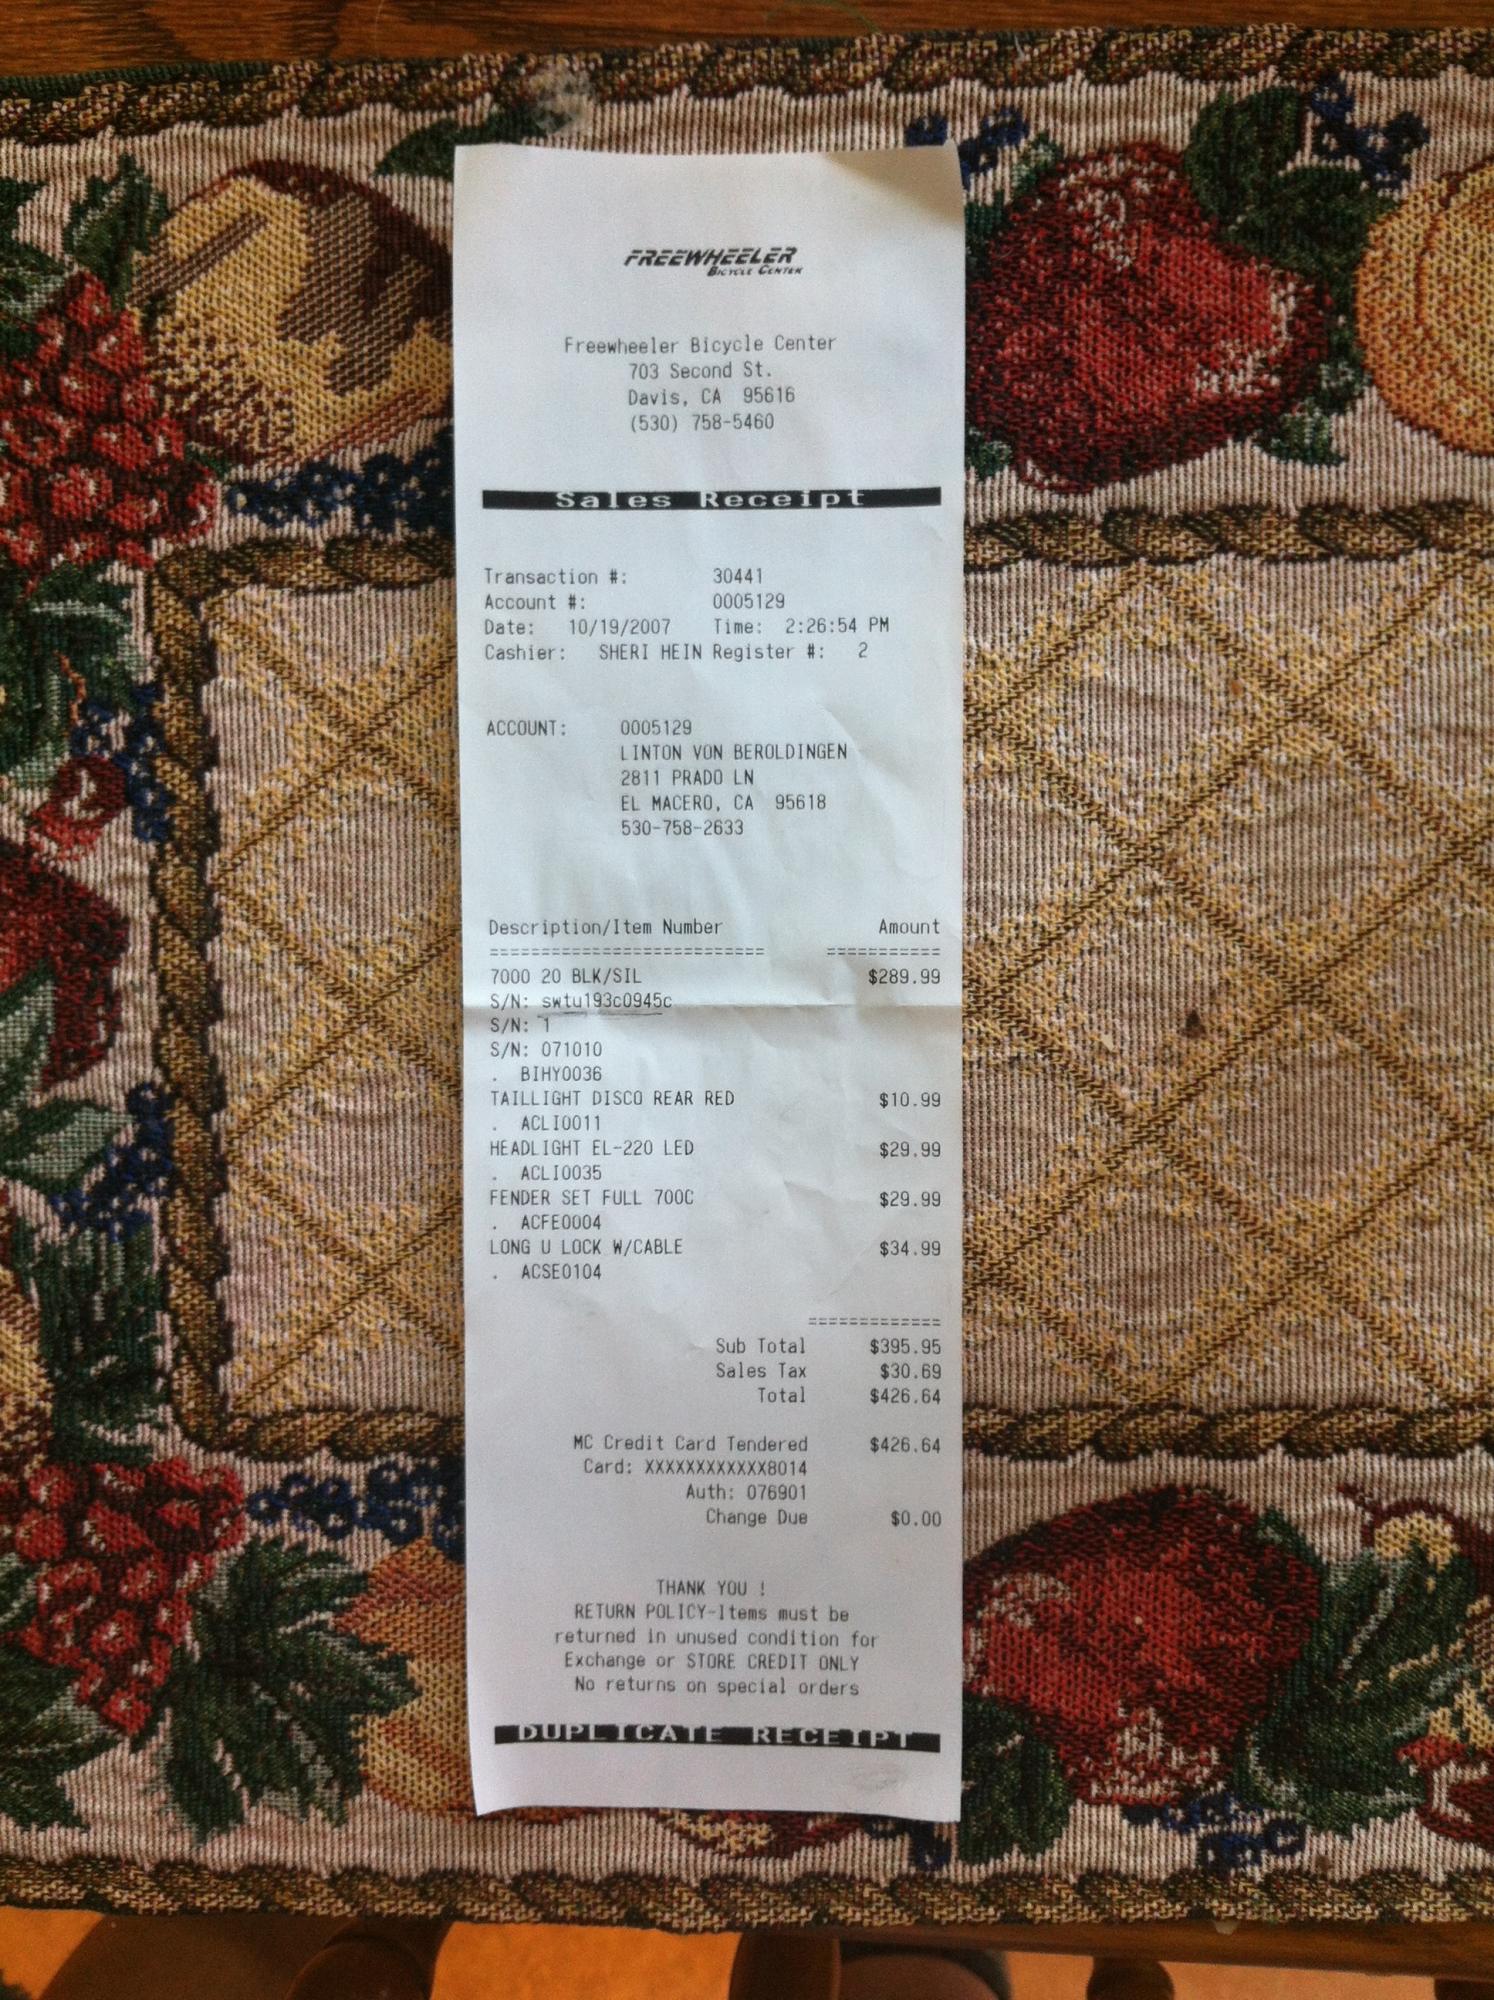 FREEWHEELER
BICYCLE CENTER
Freewheeler Bicycle Center
703 Second St.
Davis, CA 95616
(530) 758-5460
Sales Receipt
Transaction #: 30441
Account #: 0005129
Date: 10/19/2007 Time: 2:26:54 PM
Cashier: SHERI HEIN Register #: 2
ACCOUNT: 0005129
LINTON VON BEROLDINGEN
2811 PRADO LN
EL MACERO, CA 95618
530-758-2633
Description/Item Number Amount
=========================== ===========
7000 20 BLK/SIL $289.99
S/N: swtu193c0945c
S/N: 1
S/N: 071010
. BIHY0036
TAILLIGHT DISCO REAR RED $10.99
. ACLI0011
HEADLIGHT EL-220 LED $29.99
. ACLI0035
FENDER SET FULL 700C $29.99
. ACFE0004
LONG U LOCK W/CABLE $34.99
. ACSE0104
=============
Sub Total $395.95
Sales Tax $30.69
Total $426.64
MC Credit Card Tendered $426.64
Card: XXXXXXXXXXXX8014
Auth: 076901
Change Due $0.00
THANK YOU !
RETURN POLICY-Items must be
returned in unused condition for
Exchange or STORE CREDIT ONLY
No returns on special orders
DUPLICATE RECEIPT